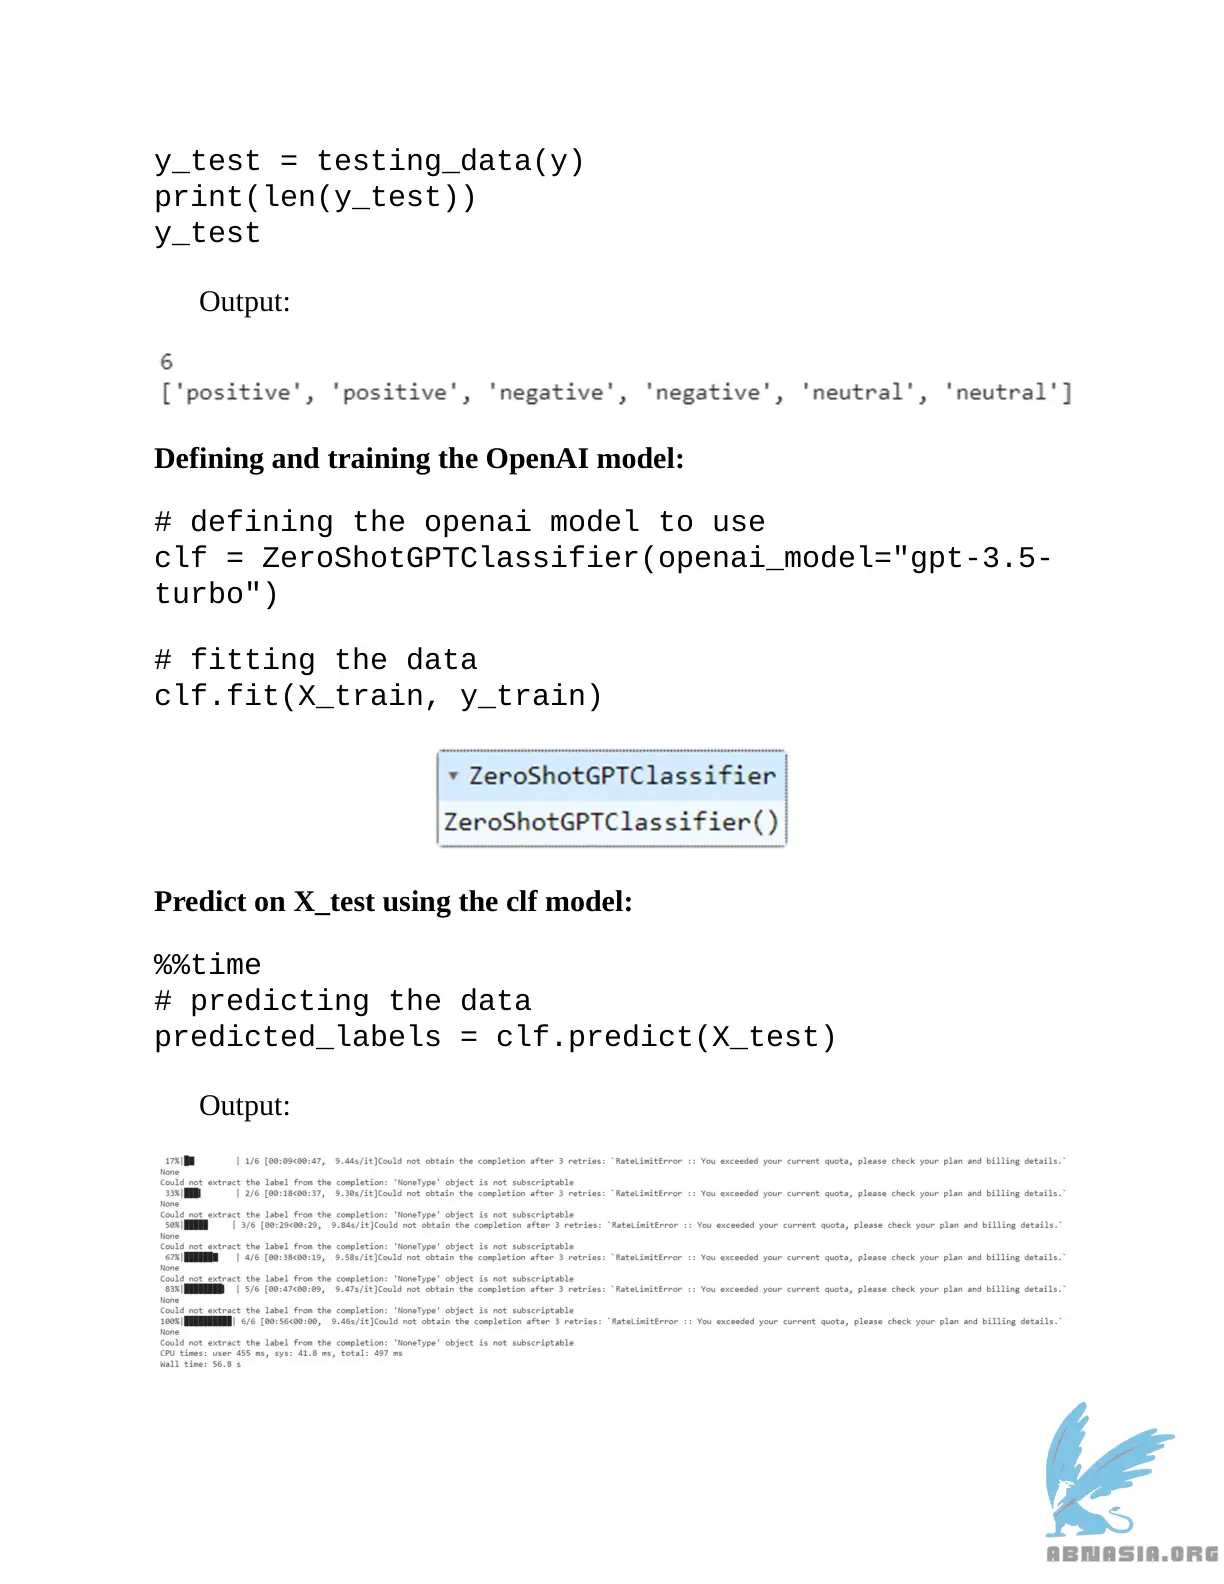 y_test = testing_data(y)
print(len(y_test))
y_test
Output:
6
['positive', 'positive', 'negative', 'negative', 'neutral', 'neutral']
Defining and training the OpenAI model:
# defining the openai model to use
clf = ZeroShotGPTClassifier(openai_model="gpt-3.5-
turbo")
# fitting the data
clf.fit(X_train, y_train)
▼ ZeroShotGPTClassifier
ZeroShotGPTClassifier()
Predict on X_test using the clf model:
%%time
# predicting the data
predicted_labels = clf.predict(X_test)
Output:
17%|█▋ | 1/6 [00:09<00:47, 9.44s/it]Could not obtain the completion after 3 retries: `RateLimitError :: You exceeded your current quota, please check your plan and billing details.`
None
Could not extract the label from the completion: 'NoneType' object is not subscriptable
33%|███▎ | 2/6 [00:18<00:37, 9.30s/it]Could not obtain the completion after 3 retries: `RateLimitError :: You exceeded your current quota, please check your plan and billing details.`
None
Could not extract the label from the completion: 'NoneType' object is not subscriptable
50%|█████ | 3/6 [00:29<00:29, 9.84s/it]Could not obtain the completion after 3 retries: `RateLimitError :: You exceeded your current quota, please check your plan and billing details.`
None
Could not extract the label from the completion: 'NoneType' object is not subscriptable
67%|██████▋ | 4/6 [00:38<00:19, 9.58s/it]Could not obtain the completion after 3 retries: `RateLimitError :: You exceeded your current quota, please check your plan and billing details.`
None
Could not extract the label from the completion: 'NoneType' object is not subscriptable
83%|████████▎ | 5/6 [00:47<00:09, 9.47s/it]Could not obtain the completion after 3 retries: `RateLimitError :: You exceeded your current quota, please check your plan and billing details.`
None
Could not extract the label from the completion: 'NoneType' object is not subscriptable
100%|██████████| 6/6 [00:56<00:00, 9.46s/it]Could not obtain the completion after 3 retries: `RateLimitError :: You exceeded your current quota, please check your plan and billing details.`
None
Could not extract the label from the completion: 'NoneType' object is not subscriptable
CPU times: user 455 ms, sys: 41.8 ms, total: 497 ms
Wall time: 56.8 s
ABNASIA.ORG